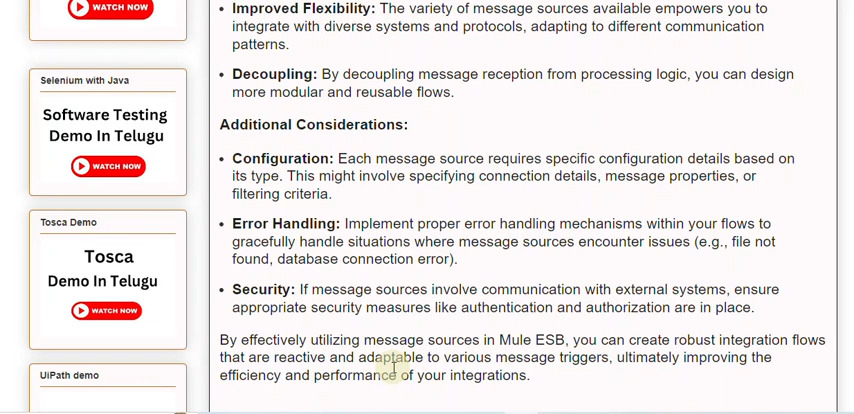 WATCH NOW
Selenium with Java
Software Testing
Demo In Telugu
WATCH NOW
Tosca Demo
Tosca
Demo In Telugu
WATCH NOW
UiPath demo
• Improved Flexibility: The variety of message sources available empowers you to
integrate with diverse systems and protocols, adapting to different communication
patterns.
• Decoupling: By decoupling message reception from processing logic, you can design
more modular and reusable flows.
Additional Considerations:
• Configuration: Each message source requires specific configuration details based on
its type. This might involve specifying connection details, message properties, or
filtering criteria.
• Error Handling: Implement proper error handling mechanisms within your flows to
gracefully handle situations where message sources encounter issues (e.g., file not
found, database connection error).
• Security: If message sources involve communication with external systems, ensure
appropriate security measures like authentication and authorization are in place.
By effectively utilizing message sources in Mule ESB, you can create robust integration flows
that are reactive and adaptable to various message triggers, ultimately improving the
efficiency and performance of your integrations.